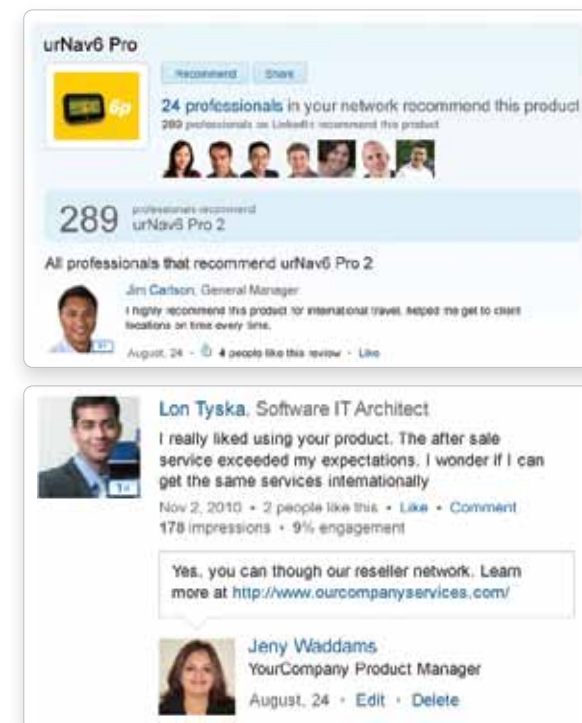 urNav6 Pro
6p
Recommend Share
24 professionals in your network recommend this product
289 professionals on LinkedIn recommend this product
289 professionals recommend
urNav6 Pro 2
All professionals that recommend urNav6 Pro 2
Jim Carlson, General Manager
I highly recommend this product for international travel, helped me get to client
locations on time every time.
August, 24 • 4 people like this review • Like
Lon Tyska, Software IT Architect
I really liked using your product. The after sale
service exceeded my expectations. I wonder if I can
get the same services internationally
Nov 2, 2010 • 2 people like this • Like • Comment
178 impressions • 9% engagement
Yes, you can though our reseller network. Learn
more at http://www.ourcompanyservices.com/
Jeny Waddams
YourCompany Product Manager
August, 24 • Edit • Delete